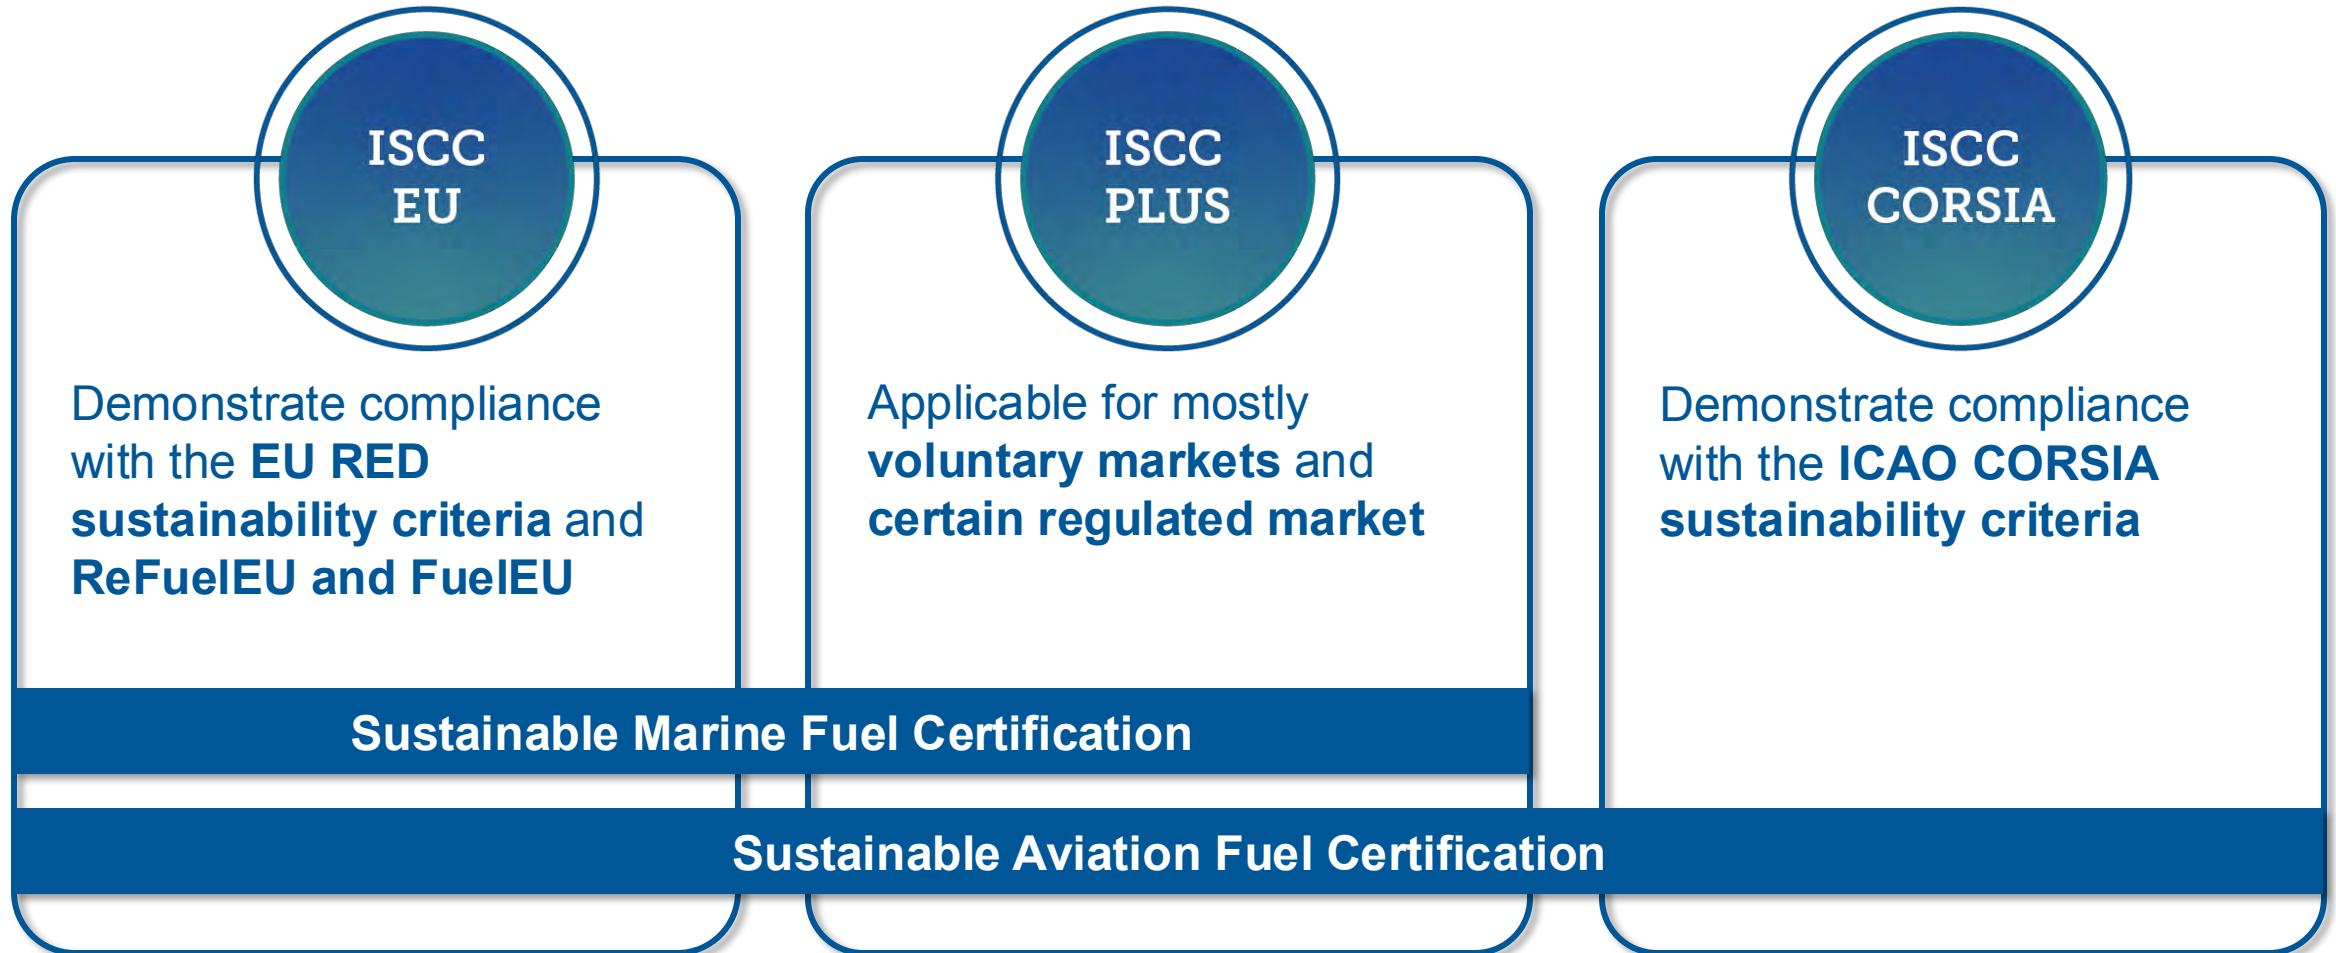 ISCC
EU
Demonstrate compliance
with the EU RED
sustainability criteria and
ReFuelEU and FuelEU
ISCC
PLUS
Applicable for mostly
voluntary markets and
certain regulated market
ISCC
CORSIA
Demonstrate compliance
with the ICAO CORSIA
sustainability criteria
Sustainable Marine Fuel Certification
Sustainable Aviation Fuel Certification